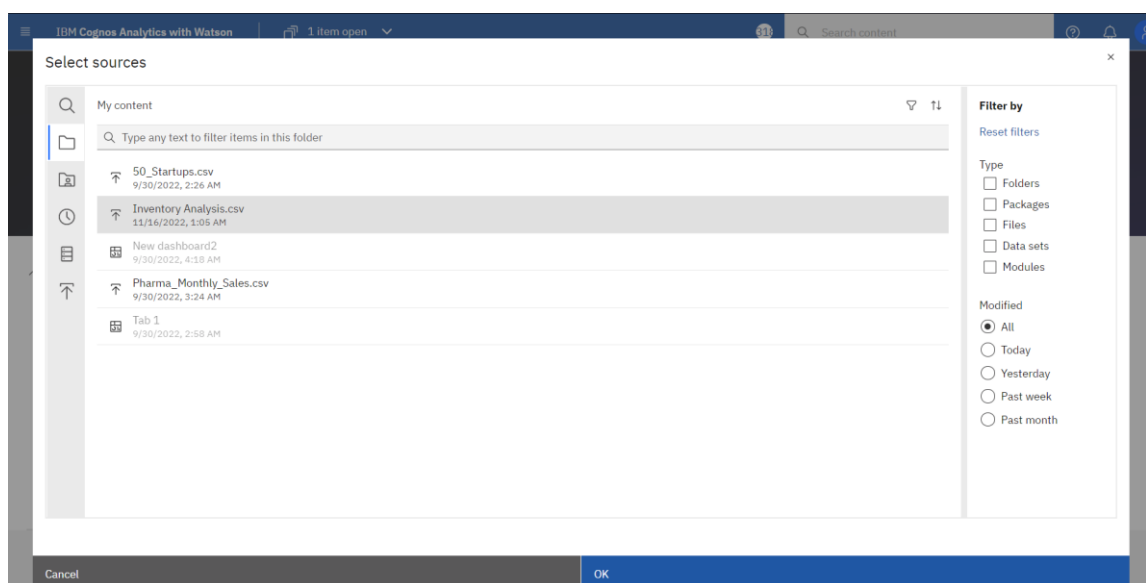 IBM Cognos Analytics with Watson
1 item open
Search content
Select sources
My content
Type any text to filter items in this folder
50_Startups.csv
9/30/2022, 2:26 AM
Inventory Analysis.csv
11/16/2022, 1:05 AM
New dashboard2
9/30/2022, 4:18 AM
Pharma_Monthly_Sales.csv
9/30/2022, 3:24 AM
Tab 1
9/30/2022, 2:58 AM
Filter by
Reset filters
Type
Folders
Packages
Files
Data sets
Modules
Modified
All
Today
Yesterday
Past week
Past month
Cancel
OK